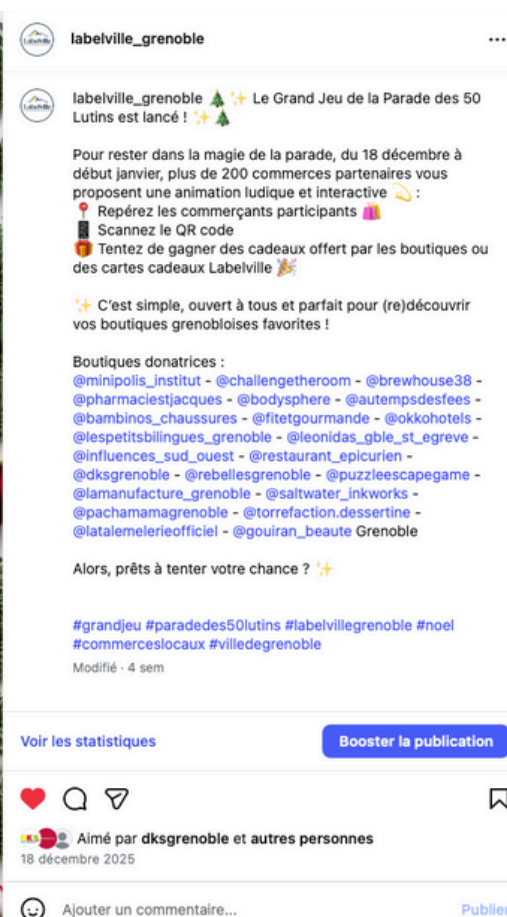 labelville_grenoble
labelville_grenoble 🎄✨ Le Grand Jeu de la Parade des 50
Lutins est lancé ! ✨🎄
Pour rester dans la magie de la parade, du 18 décembre à
début janvier, plus de 200 commerces partenaires vous
proposent une animation ludique et interactive 💫 :
📍 Repérez les commerçants participants 🛍️
📱 Scannez le QR code
🎁 Tentez de gagner des cadeaux offert par les boutiques ou
des cartes cadeaux Labelville 🎉
✨ C'est simple, ouvert à tous et parfait pour (re)découvrir
vos boutiques grenobloises favorites !
Boutiques donatrices :
@minipolis_institut - @challengetheroom - @brewhouse38 -
@pharmaciestjacques - @bodysphere - @autempsdesfees -
@bambinos_chaussures - @fitetgourmande - @okkohotels -
@lespetitsbilingues_grenoble - @leonidas_gble_st_egreve -
@influences_sud_ouest - @restaurant_epicurien -
@dksgrenoble - @rebellesgrenoble - @puzzleescapegame -
@lamanufacture_grenoble - @saltwater_inkworks -
@pachamamagrenoble - @torrefaction.dessertine -
@latalemelerieofficiel - @gouiran_beaute Grenoble
Alors, prêts à tenter votre chance ? ✨
#grandjeu #paradedes50lutins #labelvillegrenoble #noel
#commerceslocaux #villedegrenoble
Modifié · 4 sem
Voir les statistiques
Booster la publication
Aimé par dksgrenoble et autres personnes
18 décembre 2025
Ajouter un commentaire...
Publier